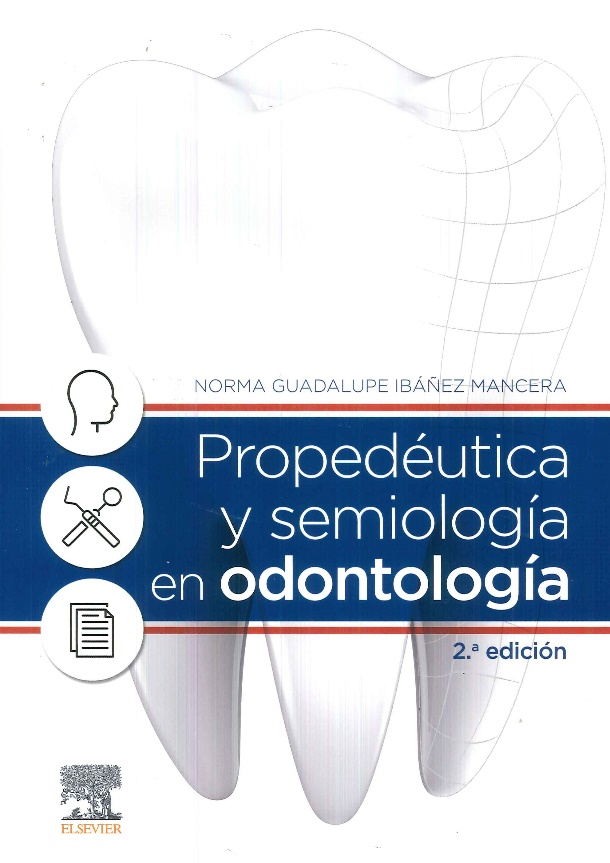 NORMA GUADALUPE IBÁÑEZ MANCERA
Propedéutica
y semiología
en odontología
2.ª edición
ELSEVIER